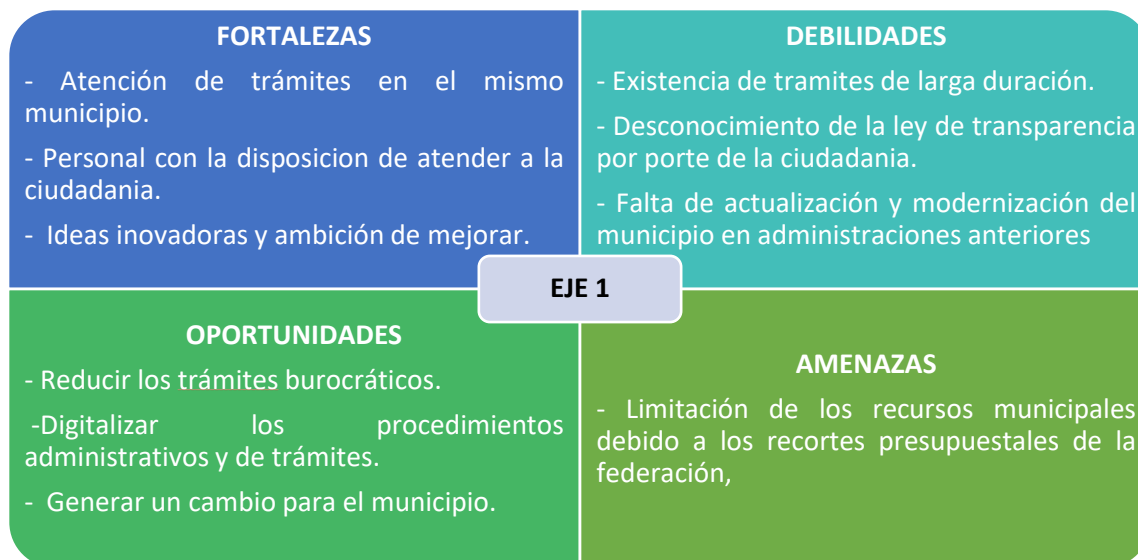 FORTALEZAS
- Atención de trámites en el mismo
municipio.
- Personal con la disposicion de atender a la
ciudadania.
- Ideas inovadoras y ambición de mejorar.
DEBILIDADES
- Existencia de tramites de larga duración.
- Desconocimiento de la ley de transparencia
por porte de la ciudadania.
- Falta de actualización y modernización del
municipio en administraciones anteriores
EJE 1
OPORTUNIDADES
- Reducir los trámites burocráticos.
-Digitalizar los procedimientos
administrativos y de trámites.
- Generar un cambio para el municipio.
AMENAZAS
- Limitación de los recursos municipales
debido a los recortes presupuestales de la
federación,